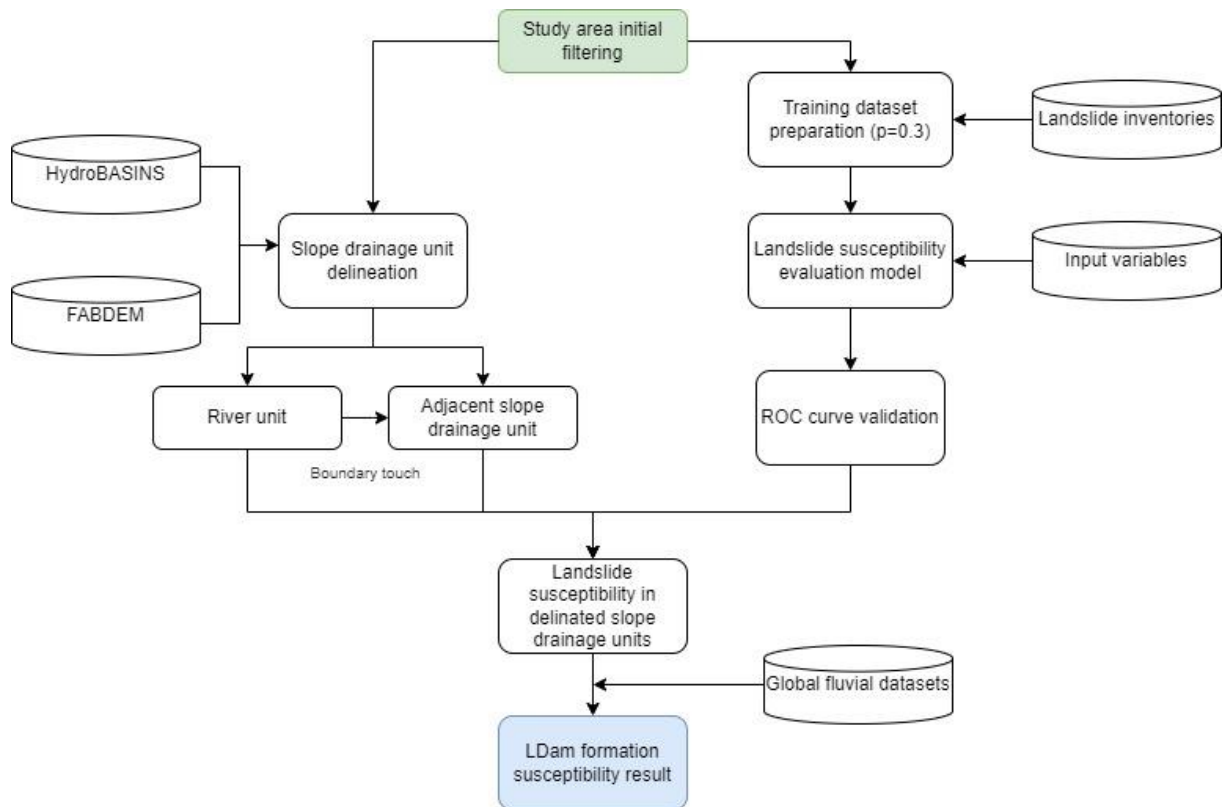 Study area initial
filtering
Training dataset
preparation (p=0.3)
Landslide inventories
HydroBASINS
Slope drainage unit
delineation
Landslide susceptibility
evaluation model
Input variables
FABDEM
River unit
Adjacent slope
drainage unit
ROC curve validation
Boundary touch
Landslide
susceptibility in
delinated slope
drainage units
Global fluvial datasets
LDam formation
susceptibility result